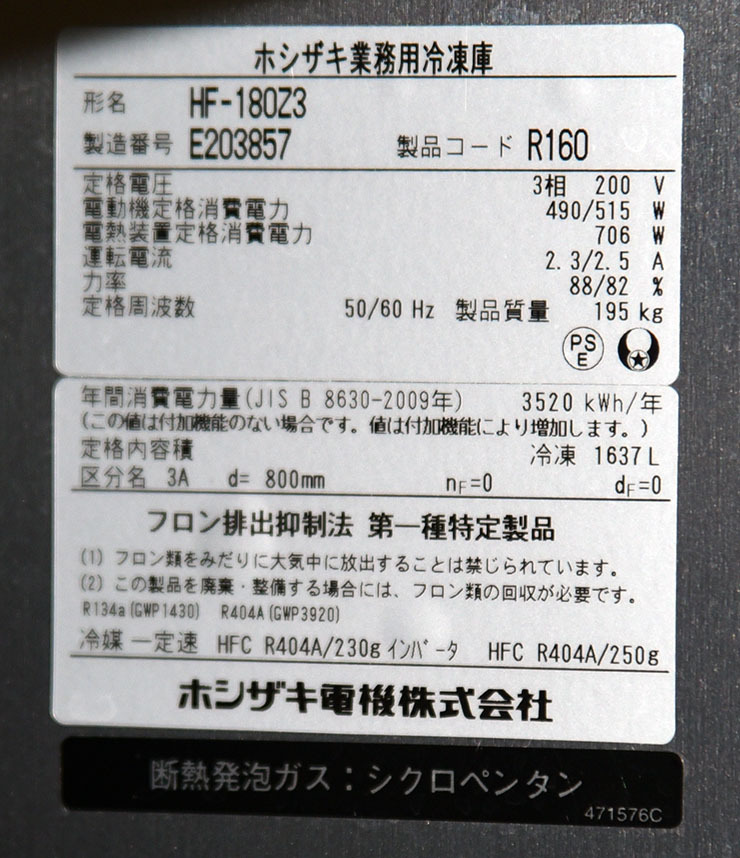 ホシザキ業務用冷凍庫
形名 HF-180Z3
製造番号 E203857 製品コード R160
定格電圧 3相 200 V
電動機定格消費電力 490/515 W
電熱装置定格消費電力 706 W
運転電流 2.3/2.5 A
力率 88/82 %
定格周波数 50/60 Hz 製品質量 195 kg
PS
E
年間消費電力量(JIS B 8630-2009年) 3520 kWh/年
(この値は付加機能のない場合です。値は付加機能により増加します。)
定格内容積 冷凍 1637L
区分名 3A d= 800mm nF=0 dF=0
フロン排出抑制法 第一種特定製品
(1) フロン類をみだりに大気中に放出することは禁じられています。
(2) この製品を廃棄・整備する場合には、フロン類の回収が必要です。
R134a(GWP1430) R404A(GWP3920)
冷媒 一定速 HFC R404A/230g インバータ HFC R404A/250g
ホシザキ電機株式会社
断熱発泡ガス：シクロペンタン
471576C